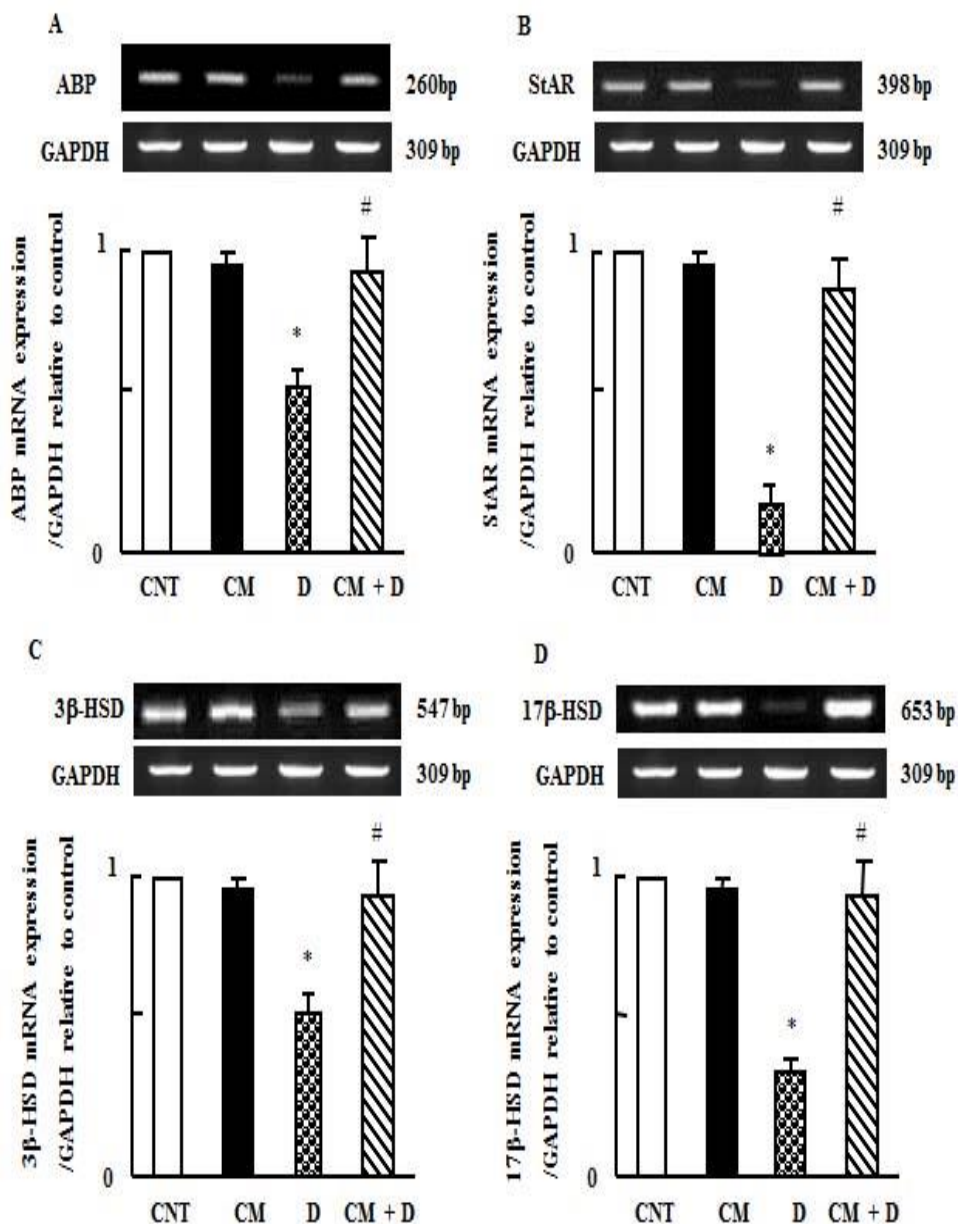 A
ABP
260bp
GAPDH
309 bp
#
*
1
0
ABP mRNA expression
/GAPDH relative to control
CNT CM D CM + D
B
StAR
398 bp
GAPDH
309 bp
#
*
1
0
StAR mRNA expression
/GAPDH relative to control
CNT CM D CM + D
C
3β-HSD
547 bp
GAPDH
309 bp
#
*
1
0
3β-HSD mRNA expression
/GAPDH relative to control
CNT CM D CM + D
D
17β-HSD
653 bp
GAPDH
309 bp
#
*
1
0
17β-HSD mRNA expression
/GAPDH relative to control
CNT CM D CM + D